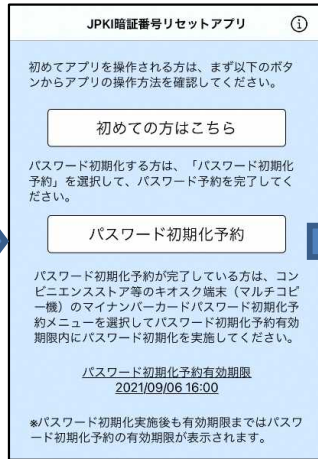 JPKI暗証番号リセットアプリ
初めてアプリを操作される方は、まず以下のボタ
ンからアプリの操作方法を確認してください。
初めての方はこちら
パスワード初期化する方は、「パスワード初期化
予約」を選択して、パスワード予約を完了してく
ださい。
パスワード初期化予約
パスワード初期化予約が完了している方は、コン
ビニエンスストア等のキオスク端末（マルチコピ
ー機）のマイナンバーカードパスワード初期化予
約メニューを選択してパスワード初期化予約有効
期限内にパスワード初期化を実施してください。
パスワード初期化予約有効期限
2021/09/06 16:00
※パスワード初期化実施後も有効期限まではパスワ
ード初期化予約の有効期限が表示されます。